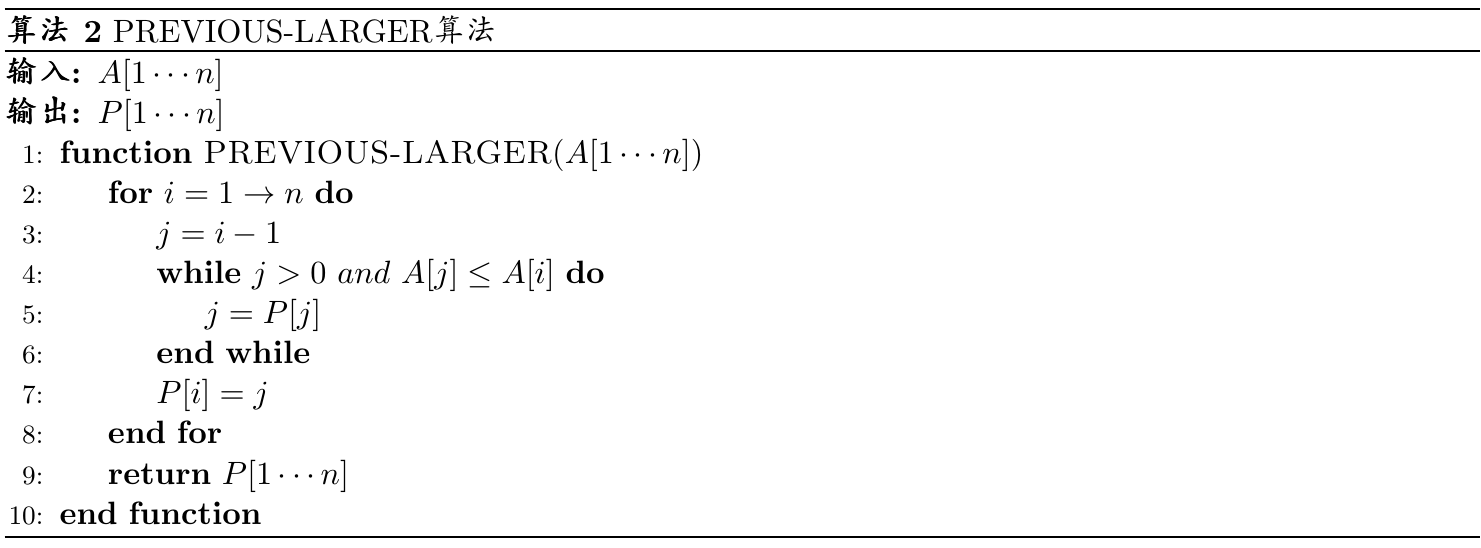 算法 2 PREVIOUS-LARGER算法
输入: A[1 ··· n]
输出: P[1 ··· n]
1: function PREVIOUS-LARGER(A[1 ··· n])
2: for i = 1 → n do
3: j = i − 1
4: while j > 0 and A[j] ≤ A[i] do
5: j = P[j]
6: end while
7: P[i] = j
8: end for
9: return P[1 ··· n]
10: end function